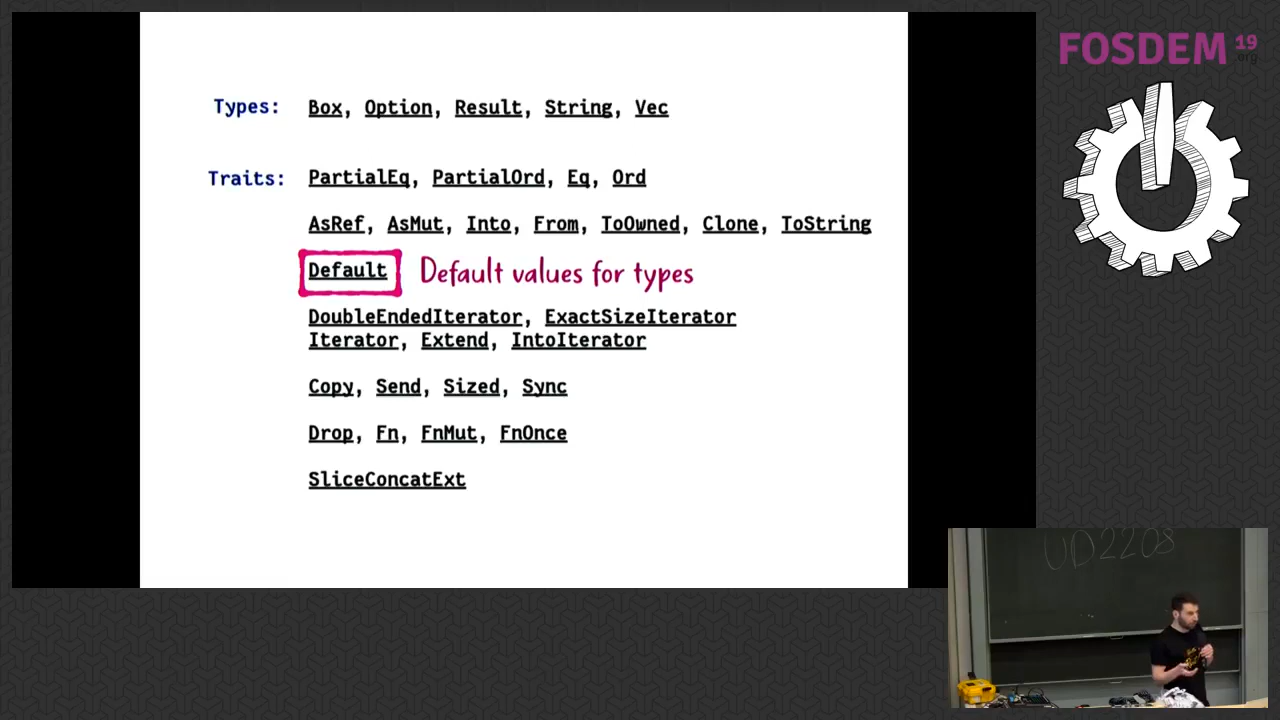 Types: Box, Option, Result, String, Vec
Traits: PartialEq, PartialOrd, Eq, Ord
AsRef, AsMut, Into, From, ToOwned, Clone, ToString
Default Default values for types
DoubleEndedIterator, ExactSizeIterator
Iterator, Extend, IntoIterator
Copy, Send, Sized, Sync
Drop, Fn, FnMut, FnOnce
SliceConcatExt
FOSDEM 19
.org
UD2208